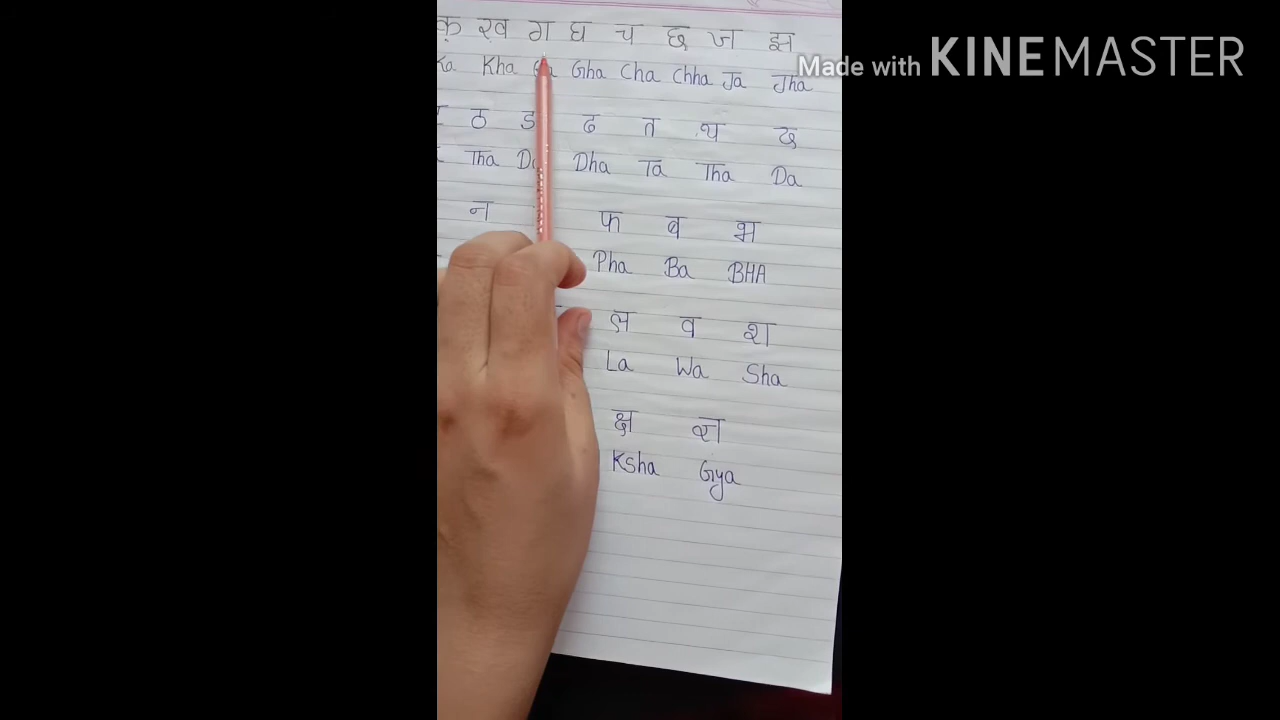 क ख ग घ च छ ज झ
Ka Kha Gha Cha Chha Ja Jha
Made with KINEMASTER
ठ ड ढ त थ द
Tha Da Dha Ta Tha Da
न फ ब भ
Pha Ba BHA
ल व श
La Wa Sha
क्ष ज्ञ
Ksha Gya